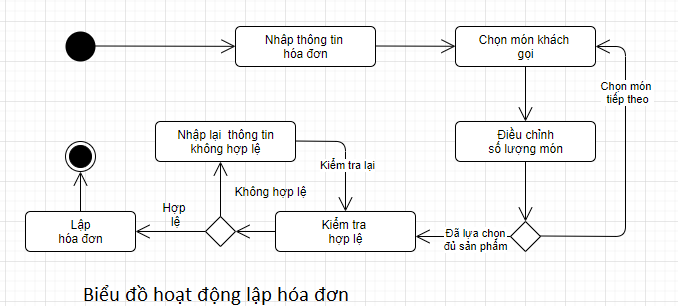 Nhâp thông tin
hóa đơn
Chọn món khách
gọi
Chọn món
tiếp theo
Nhập lại thông tin
không hợp lệ
Điều chỉnh
số lượng món
Kiểm tra lại
Không hợp lệ
Hợp
lệ
Lập
hóa đơn
Kiểm tra
hợp lệ
Đã lựa chọn
đủ sản phẩm
Biểu đồ hoạt động lập hóa đơn